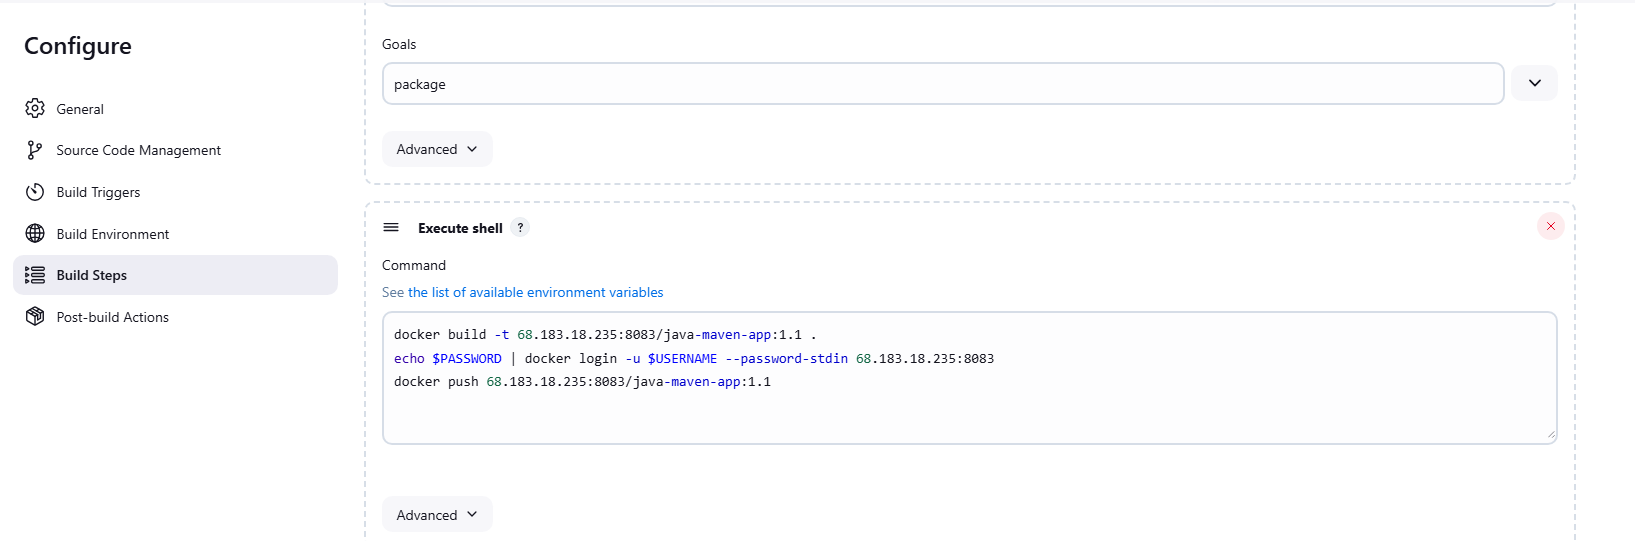 Configure
General
Source Code Management
Build Triggers
Build Environment
Build Steps
Post-build Actions
Goals
package
Advanced
Execute shell ?
Command
See the list of available environment variables
docker build -t 68.183.18.235:8083/java-maven-app:1.1 .
echo $PASSWORD | docker login -u $USERNAME --password-stdin 68.183.18.235:8083
docker push 68.183.18.235:8083/java-maven-app:1.1
Advanced